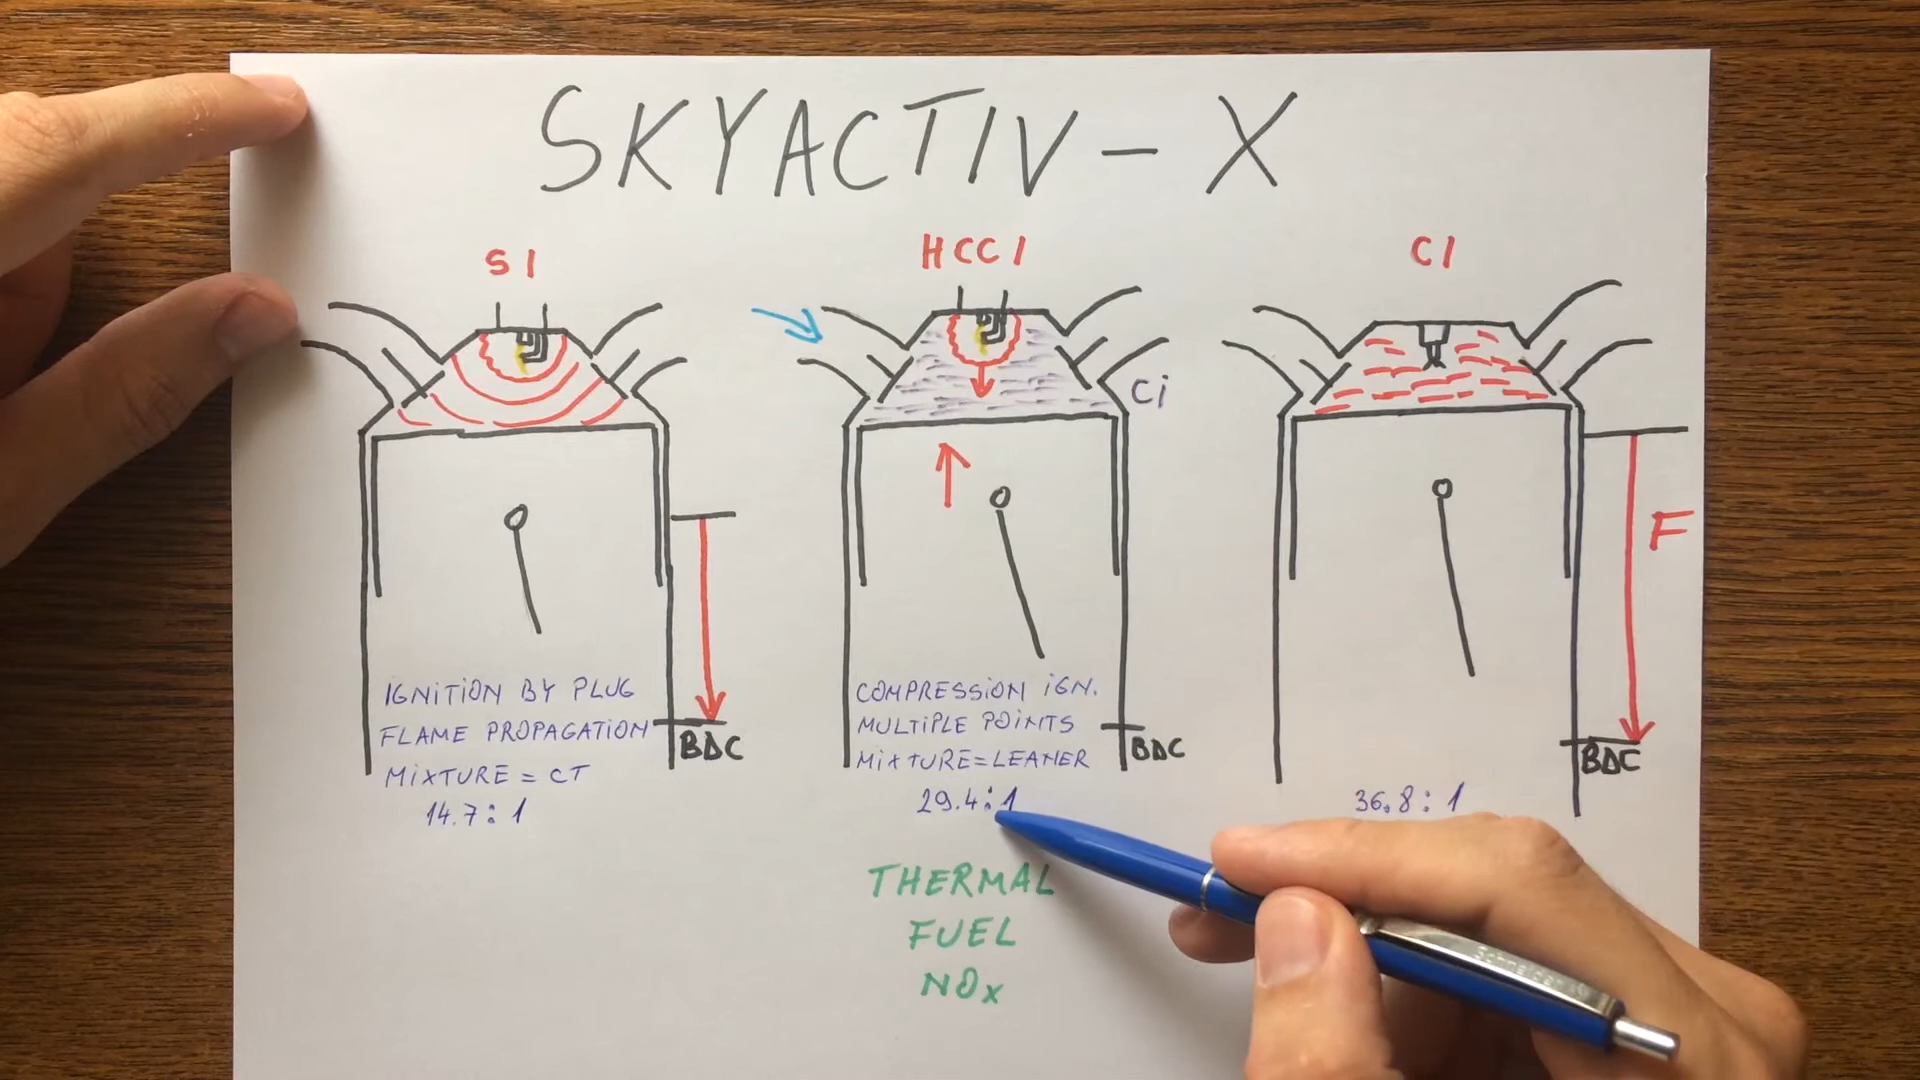 SKYACTIV-X
SI
HCCI
CI
Ci
F
IGNITION BY PLUG
FLAME PROPAGATION
MIXTURE = CT
14.7:1
BDC
COMPRESSION IGN.
MULTIPLE POINTS
MIXTURE=LEANER
29.4:1
BDC
BDC
36.8:1
THERMAL
FUEL
NOx
Schneider